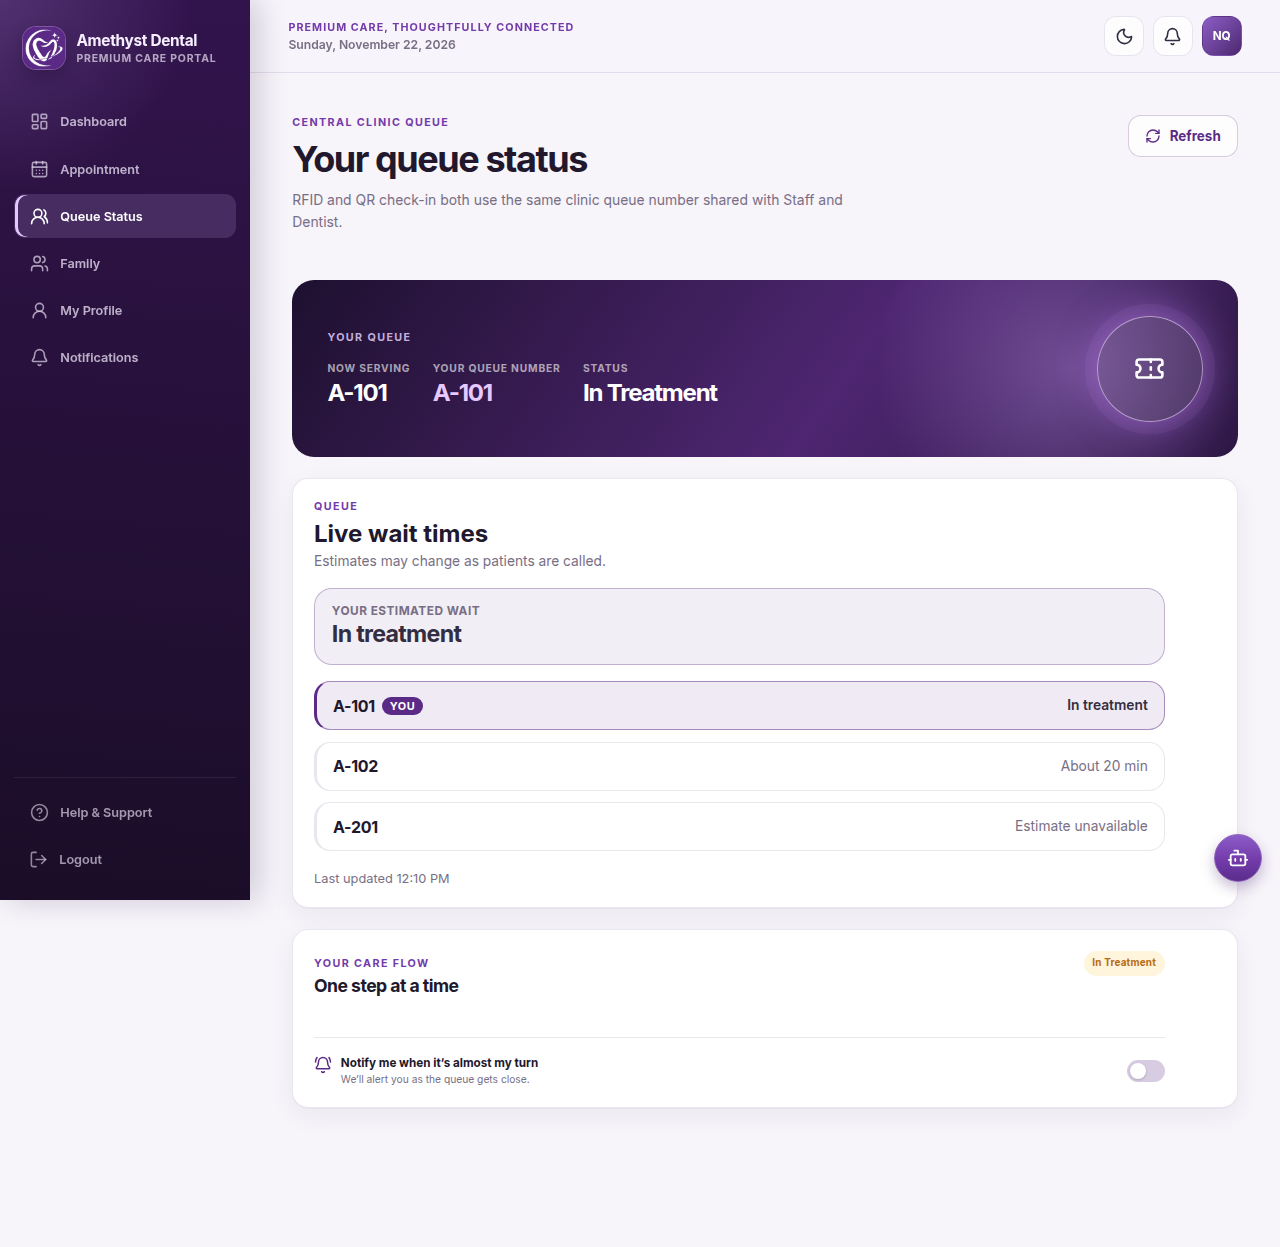 Amethyst Dental
PREMIUM CARE PORTAL
Dashboard
Appointment
Queue Status
Family
My Profile
Notifications
Help & Support
Logout
PREMIUM CARE, THOUGHTFULLY CONNECTED
Sunday, November 22, 2026
NQ
CENTRAL CLINIC QUEUE
Your queue status
RFID and QR check-in both use the same clinic queue number shared with Staff and
Dentist.
Refresh
YOUR QUEUE
NOW SERVING
A-101
YOUR QUEUE NUMBER
A-101
STATUS
In Treatment
QUEUE
Live wait times
Estimates may change as patients are called.
YOUR ESTIMATED WAIT
In treatment
A-101 YOU In treatment
A-102 About 20 min
A-201 Estimate unavailable
Last updated 12:10 PM
YOUR CARE FLOW
One step at a time
In Treatment
Notify me when it's almost my turn
We'll alert you as the queue gets close.